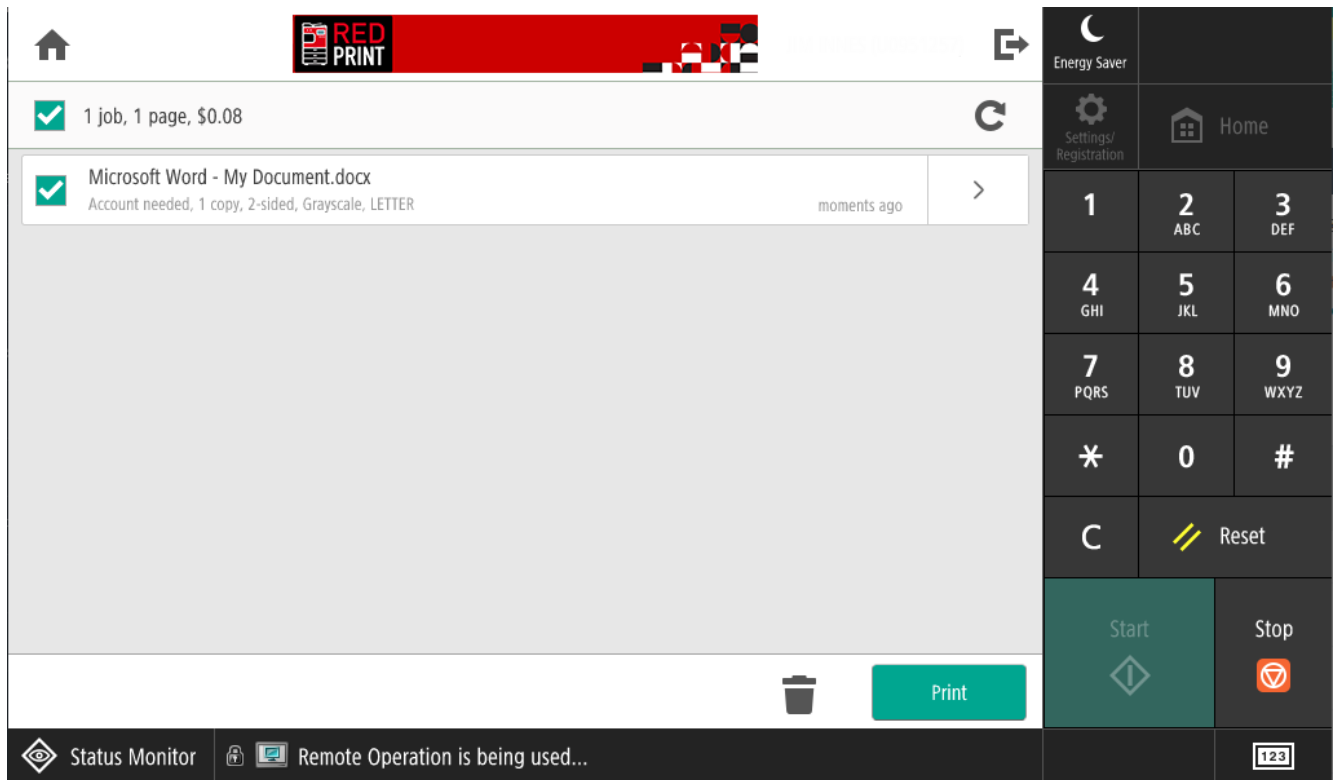 RED
PRINT
Energy Saver
1 job, 1 page, $0.08
Settings/
Registration
Home
Microsoft Word - My Document.docx
Account needed, 1 copy, 2-sided, Grayscale, LETTER
moments ago
1
2
ABC
3
DEF
4
GHI
5
JKL
6
MNO
7
PQRS
8
TUV
9
WXYZ
*
0
#
C
Reset
Start
Stop
Print
Status Monitor
Remote Operation is being used...
123